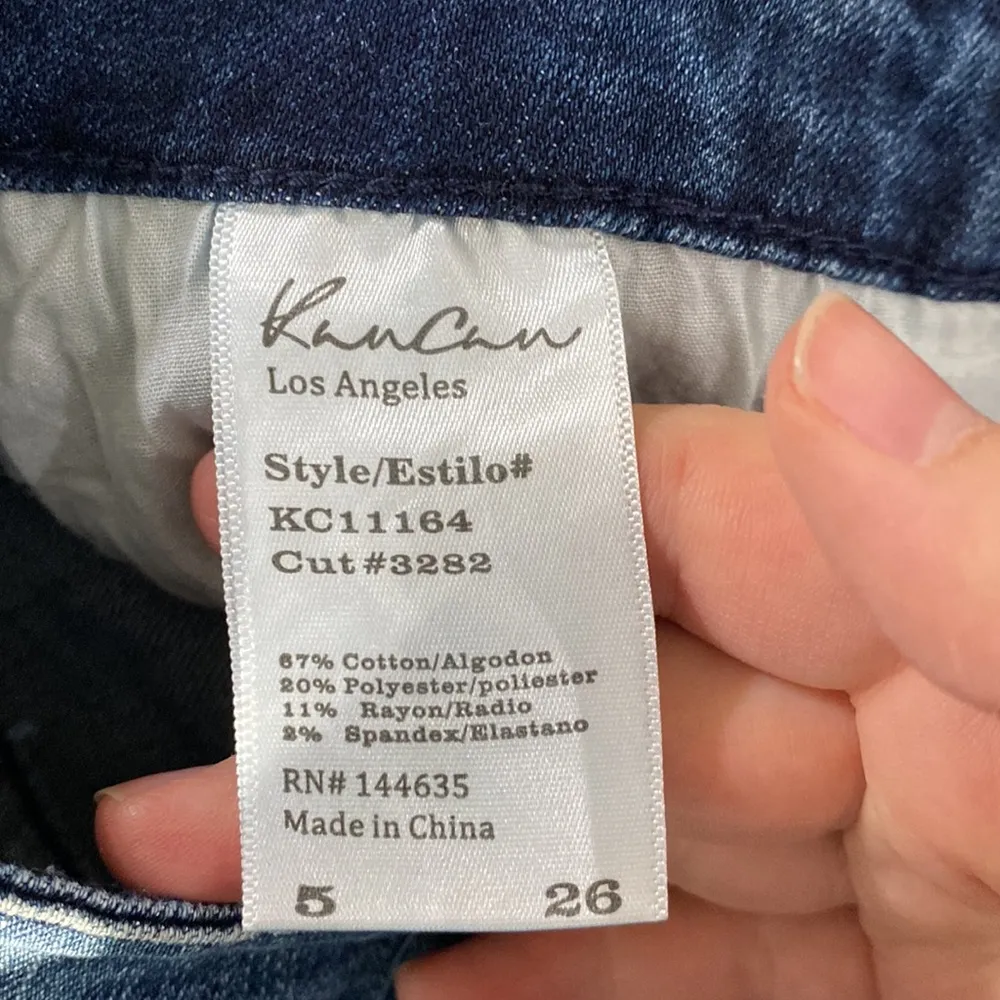 KanCan
Los Angeles
Style/Estilo#
KC11164
Cut #3282
67% Cotton/Algodon
20% Polyester/poliester
11% Rayon/Radio
2% Spandex/Elastano
RN# 144635
Made in China
5 26